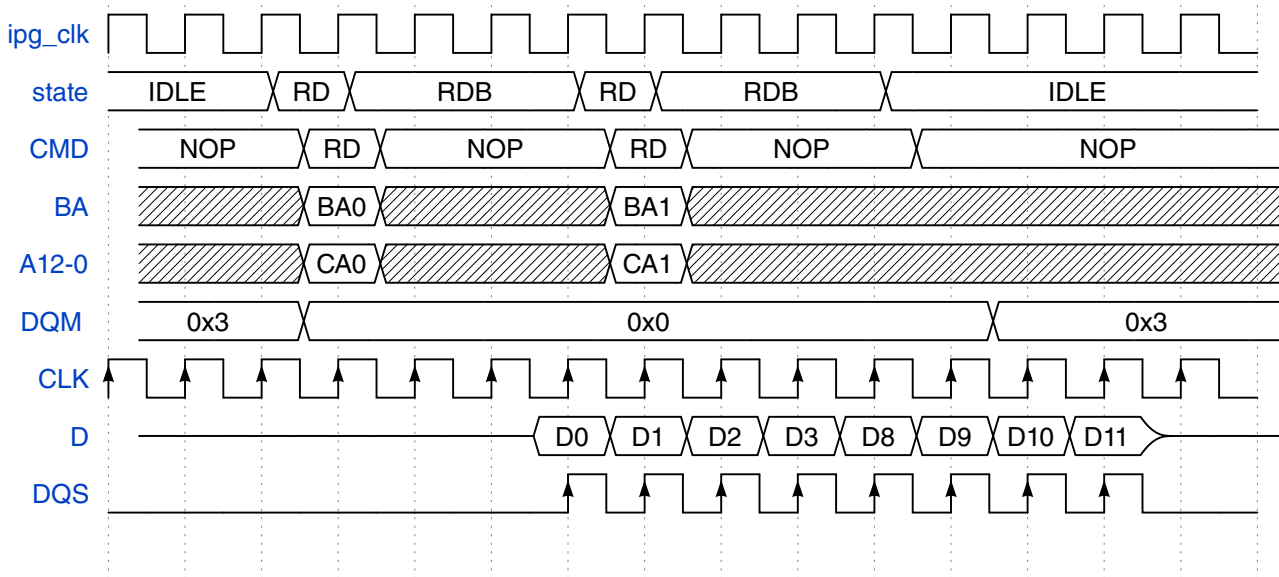 ipg_clk
state IDLE RD RDB RD RDB IDLE
CMD NOP RD NOP RD NOP NOP
BA BA0 BA1
A12-0 CA0 CA1
DQM 0x3 0x0 0x3
CLK
D D0 D1 D2 D3 D8 D9 D10 D11
DQS